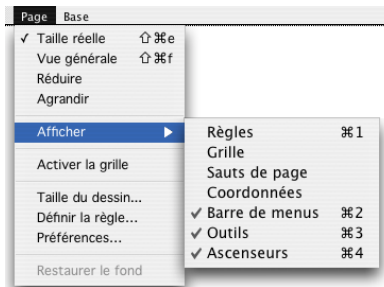 Page Base
✓ Taille réelle ⇧⌘e
Vue générale ⇧⌘f
Réduire
Agrandir
Afficher ▶
Activer la grille
Taille du dessin...
Définir la règle...
Préférences...
Restaurer le fond
Règles ⌘1
Grille
Sauts de page
Coordonnées
✓ Barre de menus ⌘2
✓ Outils ⌘3
✓ Ascenseurs ⌘4